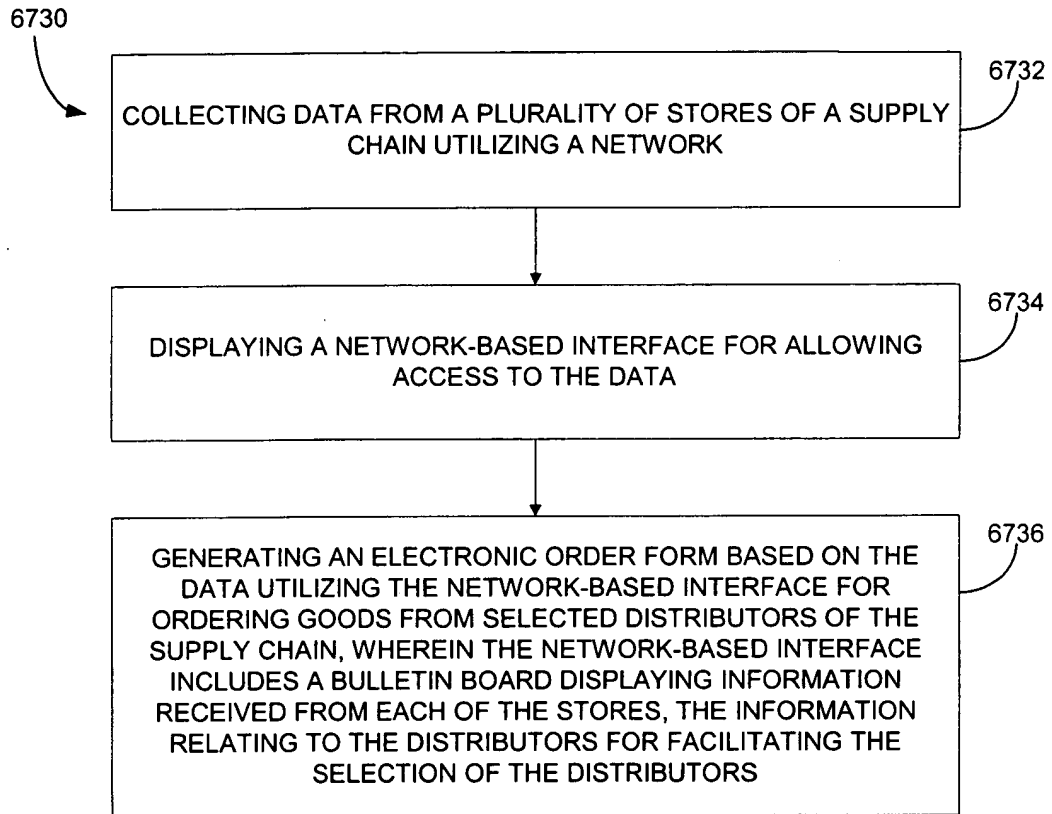 6730
6732
COLLECTING DATA FROM A PLURALITY OF STORES OF A SUPPLY
CHAIN UTILIZING A NETWORK
6734
DISPLAYING A NETWORK-BASED INTERFACE FOR ALLOWING
ACCESS TO THE DATA
6736
GENERATING AN ELECTRONIC ORDER FORM BASED ON THE
DATA UTILIZING THE NETWORK-BASED INTERFACE FOR
ORDERING GOODS FROM SELECTED DISTRIBUTORS OF THE
SUPPLY CHAIN, WHEREIN THE NETWORK-BASED INTERFACE
INCLUDES A BULLETIN BOARD DISPLAYING INFORMATION
RECEIVED FROM EACH OF THE STORES, THE INFORMATION
RELATING TO THE DISTRIBUTORS FOR FACILITATING THE
SELECTION OF THE DISTRIBUTORS